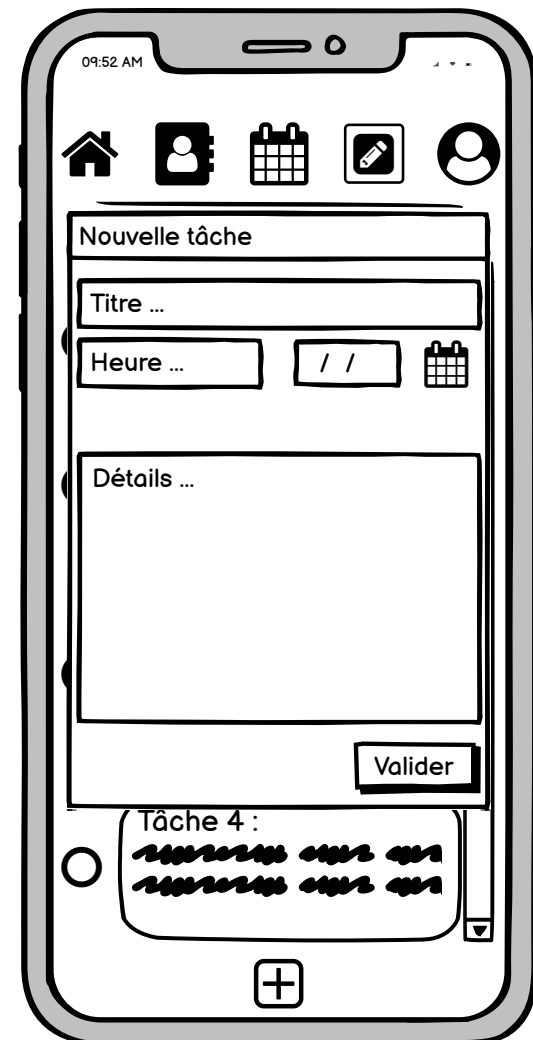 09:52 AM
Nouvelle tâche
Titre ...
Heure ...
/ /
Détails ...
Valider
Tâche 4 :